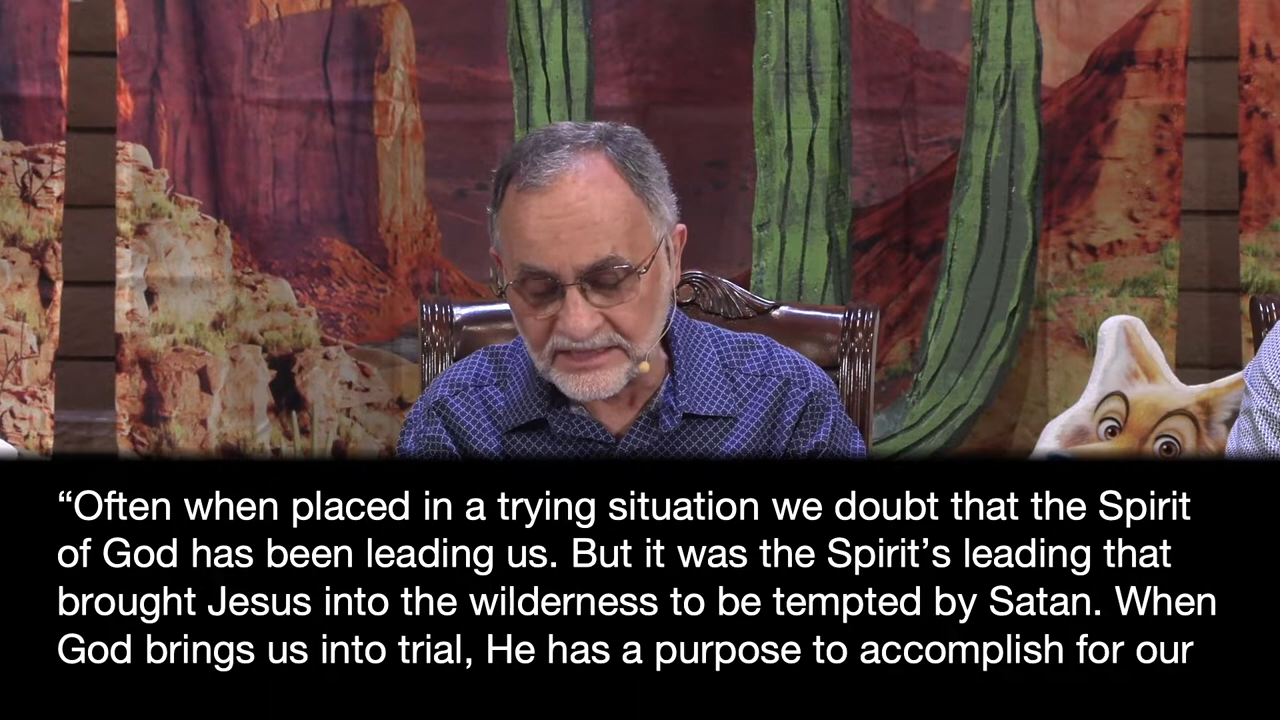 “Often when placed in a trying situation we doubt that the Spirit
of God has been leading us. But it was the Spirit’s leading that
brought Jesus into the wilderness to be tempted by Satan. When
God brings us into trial, He has a purpose to accomplish for our